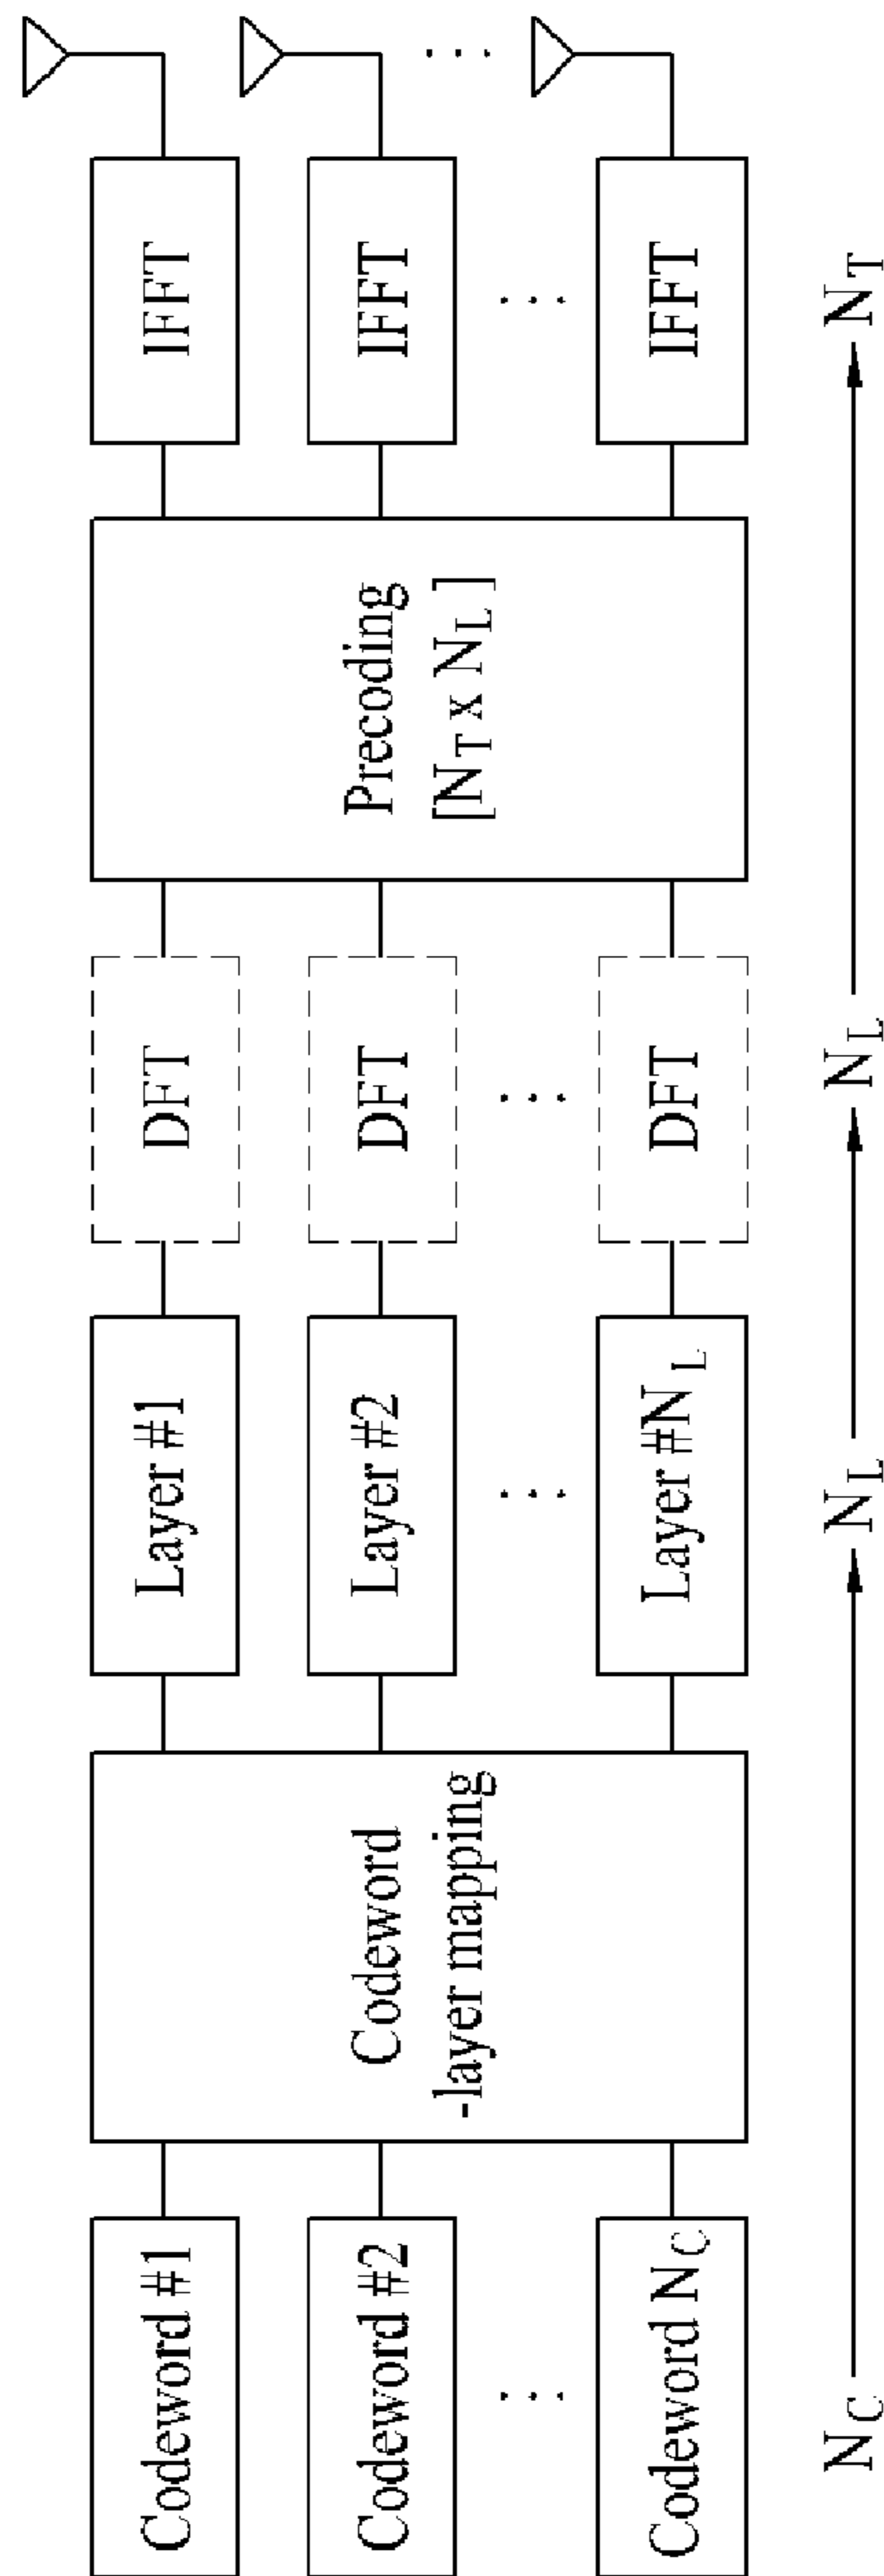 Codeword #1
Codeword #2
...
Codeword N_C
Codeword
-layer mapping
Layer #1
Layer #2
...
Layer #N_L
DFT
DFT
...
DFT
Precoding
[N_T x N_L]
IFFT
IFFT
...
IFFT
...
N_C
N_L
N_L
N_T